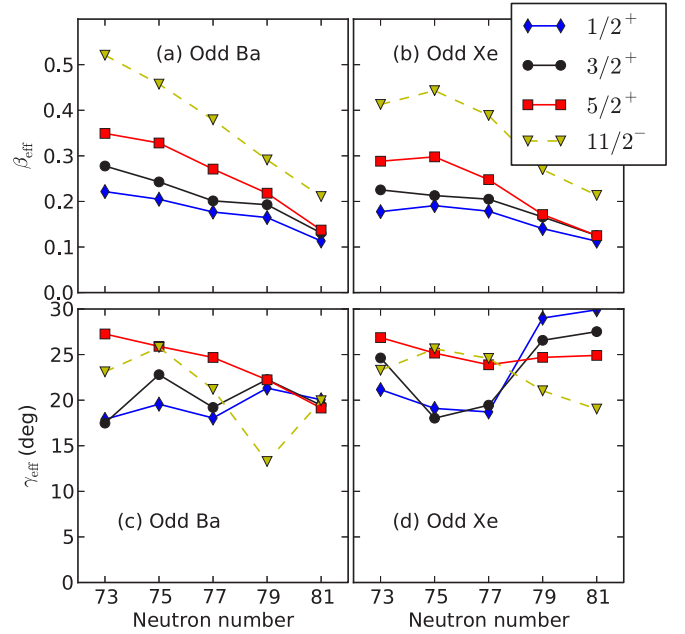 (a) Odd Ba
(b) Odd Xe
1/2⁺
3/2⁺
5/2⁺
11/2⁻
β_eff
0.5
0.4
0.3
0.2
0.1
0.0
γ_eff (deg)
30
25
20
15
10
5
0
(c) Odd Ba
(d) Odd Xe
73 75 77 79 81
73 75 77 79 81
Neutron number
Neutron number